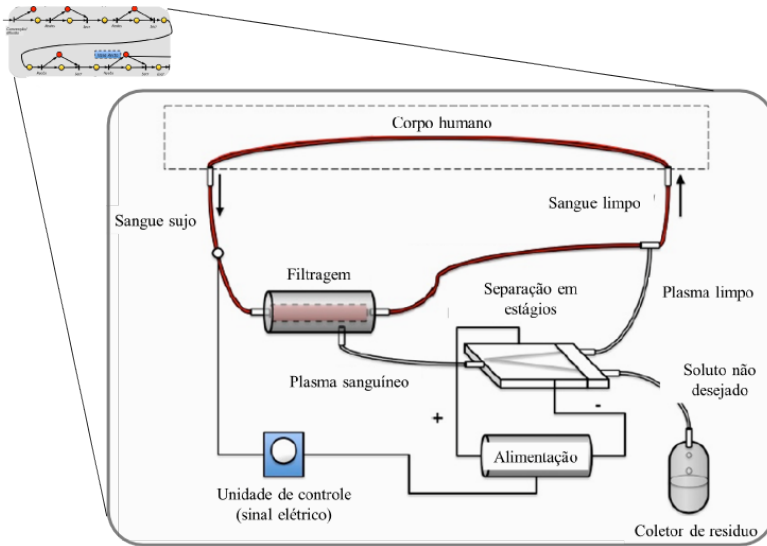 Corpo humano
Sangue sujo
Sangue limpo
Filtragem
Separação em
estágios
Plasma limpo
Plasma sanguíneo
Soluto não
desejado
+
-
Alimentação
Unidade de controle
(sinal elétrico)
Coletor de resíduo